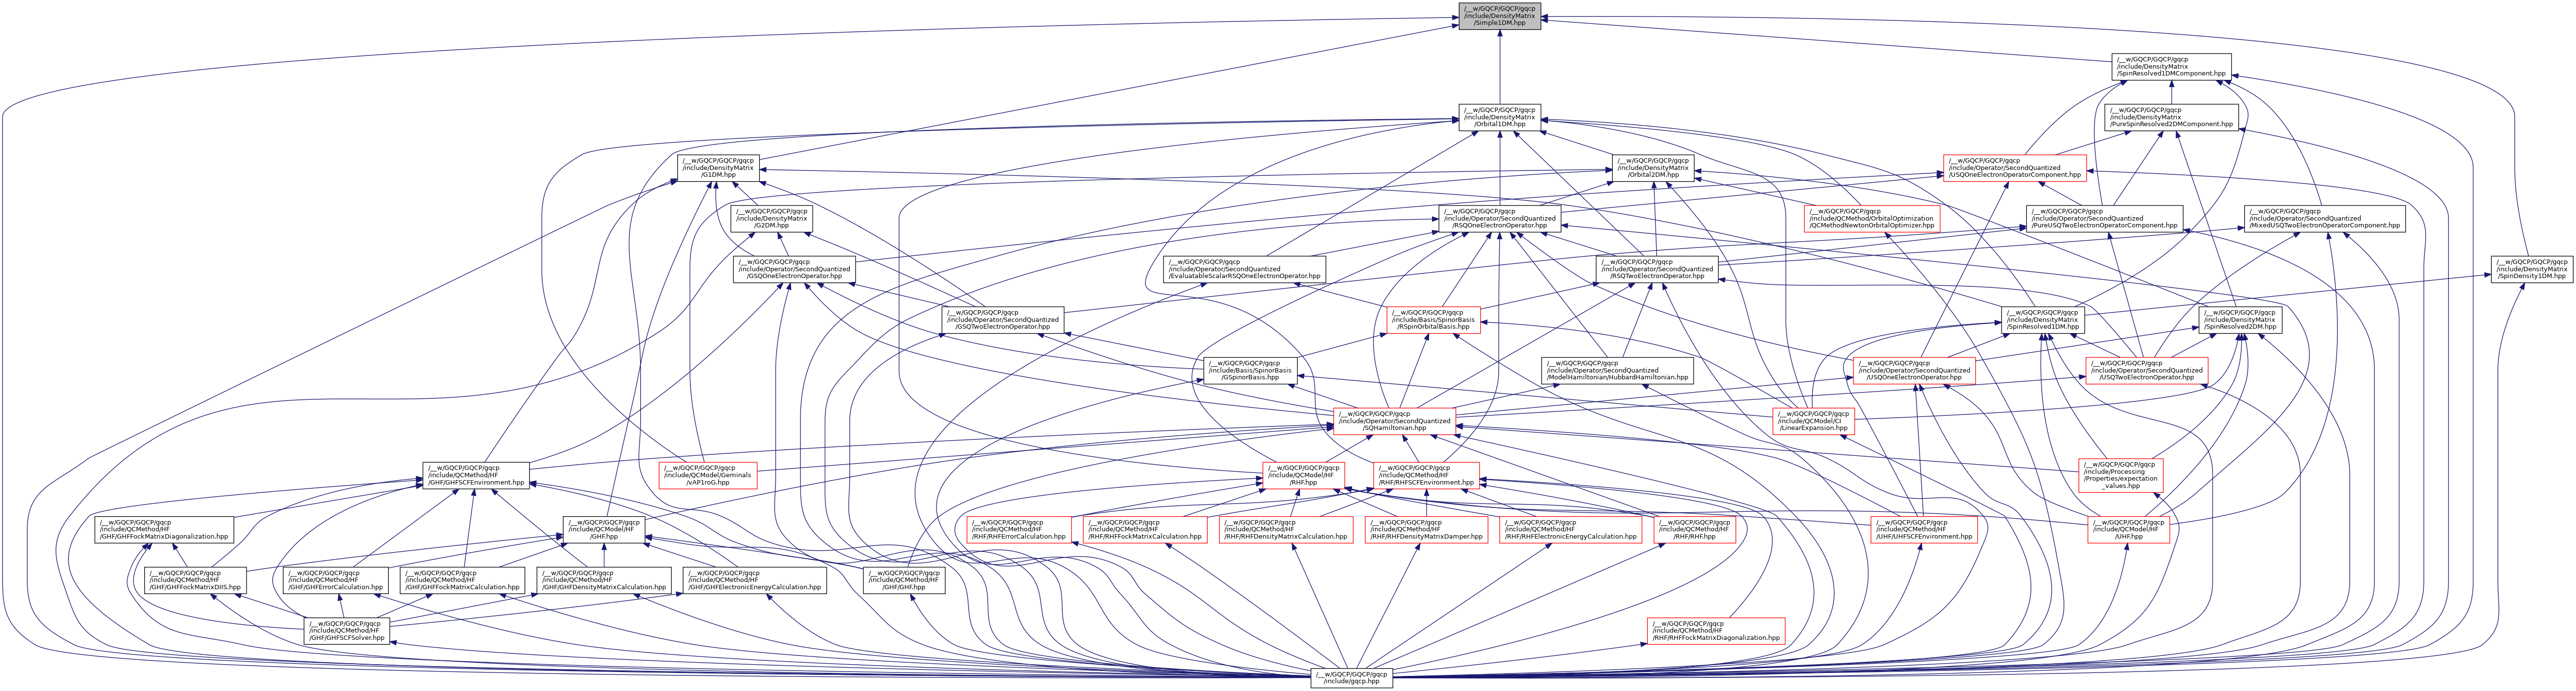 /__w/GQCP/GQCP/gqcp
/include/DensityMatrix
/Simple1DM.hpp
/__w/GQCP/GQCP/gqcp
/include/DensityMatrix
/SpinResolved1DMComponent.hpp
/__w/GQCP/GQCP/gqcp
/include/DensityMatrix
/Orbital1DM.hpp
/__w/GQCP/GQCP/gqcp
/include/DensityMatrix
/PureSpinResolved2DMComponent.hpp
/__w/GQCP/GQCP/gqcp
/include/DensityMatrix
/G1DM.hpp
/__w/GQCP/GQCP/gqcp
/include/DensityMatrix
/Orbital2DM.hpp
/__w/GQCP/GQCP/gqcp
/include/Operator/SecondQuantized
/USQOneElectronOperatorComponent.hpp
/__w/GQCP/GQCP/gqcp
/include/DensityMatrix
/G2DM.hpp
/__w/GQCP/GQCP/gqcp
/include/Operator/SecondQuantized
/RSQOneElectronOperator.hpp
/__w/GQCP/GQCP/gqcp
/include/QCMethod/OrbitalOptimization
/QCMethodNewtonOrbitalOptimizer.hpp
/__w/GQCP/GQCP/gqcp
/include/Operator/SecondQuantized
/PureUSQTwoElectronOperatorComponent.hpp
/__w/GQCP/GQCP/gqcp
/include/Operator/SecondQuantized
/MixedUSQTwoElectronOperatorComponent.hpp
/__w/GQCP/GQCP/gqcp
/include/Operator/SecondQuantized
/GSQOneElectronOperator.hpp
/__w/GQCP/GQCP/gqcp
/include/Operator/SecondQuantized
/EvaluatableScalarRSQOneElectronOperator.hpp
/__w/GQCP/GQCP/gqcp
/include/Operator/SecondQuantized
/RSQTwoElectronOperator.hpp
/__w/GQCP/GQCP/gqcp
/include/DensityMatrix
/SpinDensity1DM.hpp
/__w/GQCP/GQCP/gqcp
/include/Operator/SecondQuantized
/GSQTwoElectronOperator.hpp
/__w/GQCP/GQCP/gqcp
/include/Basis/SpinorBasis
/RSpinOrbitalBasis.hpp
/__w/GQCP/GQCP/gqcp
/include/DensityMatrix
/SpinResolved1DM.hpp
/__w/GQCP/GQCP/gqcp
/include/DensityMatrix
/SpinResolved2DM.hpp
/__w/GQCP/GQCP/gqcp
/include/Basis/SpinorBasis
/GSpinorBasis.hpp
/__w/GQCP/GQCP/gqcp
/include/Operator/SecondQuantized
/ModelHamiltonian/HubbardHamiltonian.hpp
/__w/GQCP/GQCP/gqcp
/include/Operator/SecondQuantized
/USQOneElectronOperator.hpp
/__w/GQCP/GQCP/gqcp
/include/Operator/SecondQuantized
/USQTwoElectronOperator.hpp
/__w/GQCP/GQCP/gqcp
/include/Operator/SecondQuantized
/SQHamiltonian.hpp
/__w/GQCP/GQCP/gqcp
/include/QCModel/CI
/LinearExpansion.hpp
/__w/GQCP/GQCP/gqcp
/include/QCMethod/HF
/GHF/GHFSCFEnvironment.hpp
/__w/GQCP/GQCP/gqcp
/include/QCModel/Geminals
/vAP1roG.hpp
/__w/GQCP/GQCP/gqcp
/include/QCModel/HF
/RHF.hpp
/__w/GQCP/GQCP/gqcp
/include/QCMethod/HF
/RHF/RHFSCFEnvironment.hpp
/__w/GQCP/GQCP/gqcp
/include/Processing
/Properties/expectation
_values.hpp
/__w/GQCP/GQCP/gqcp
/include/QCMethod/HF
/GHF/GHFFockMatrixDiagonalization.hpp
/__w/GQCP/GQCP/gqcp
/include/QCModel/HF
/GHF.hpp
/__w/GQCP/GQCP/gqcp
/include/QCMethod/HF
/RHF/RHFErrorCalculation.hpp
/__w/GQCP/GQCP/gqcp
/include/QCMethod/HF
/RHF/RHFFockMatrixCalculation.hpp
/__w/GQCP/GQCP/gqcp
/include/QCMethod/HF
/RHF/RHFDensityMatrixCalculation.hpp
/__w/GQCP/GQCP/gqcp
/include/QCMethod/HF
/RHF/RHFDensityMatrixDamper.hpp
/__w/GQCP/GQCP/gqcp
/include/QCMethod/HF
/RHF/RHFElectronicEnergyCalculation.hpp
/__w/GQCP/GQCP/gqcp
/include/QCMethod/HF
/RHF/RHF.hpp
/__w/GQCP/GQCP/gqcp
/include/QCMethod/HF
/UHF/UHFSCFEnvironment.hpp
/__w/GQCP/GQCP/gqcp
/include/QCModel/HF
/UHF.hpp
/__w/GQCP/GQCP/gqcp
/include/QCMethod/HF
/GHF/GHFFockMatrixDIIS.hpp
/__w/GQCP/GQCP/gqcp
/include/QCMethod/HF
/GHF/GHFErrorCalculation.hpp
/__w/GQCP/GQCP/gqcp
/include/QCMethod/HF
/GHF/GHFFockMatrixCalculation.hpp
/__w/GQCP/GQCP/gqcp
/include/QCMethod/HF
/GHF/GHFDensityMatrixCalculation.hpp
/__w/GQCP/GQCP/gqcp
/include/QCMethod/HF
/GHF/GHFElectronicEnergyCalculation.hpp
/__w/GQCP/GQCP/gqcp
/include/QCMethod/HF
/GHF/GHF.hpp
/__w/GQCP/GQCP/gqcp
/include/QCMethod/HF
/GHF/GHFSCFSolver.hpp
/__w/GQCP/GQCP/gqcp
/include/QCMethod/HF
/RHF/RHFFockMatrixDiagonalization.hpp
/__w/GQCP/GQCP/gqcp
/include/gqcp.hpp